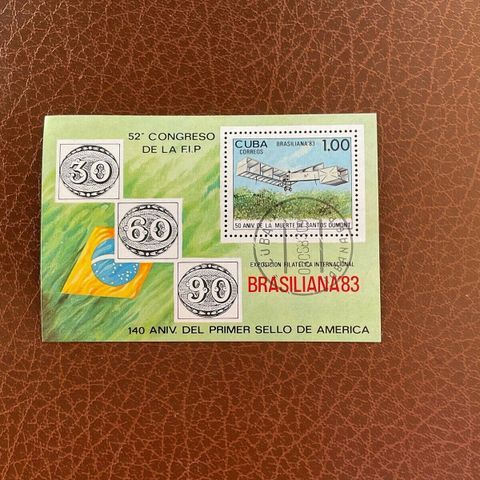 52º CONGRESO
DE LA F.I.P
30
60
90
CUBA BRASILIANA'83 1.00
CORREOS
50 ANIV. DE LA MUERTE DE SANTOS DUMONT
EXPOSICION FILATELICA INTERNACIONAL
BRASILIANA'83
140 ANIV. DEL PRIMER SELLO DE AMERICA